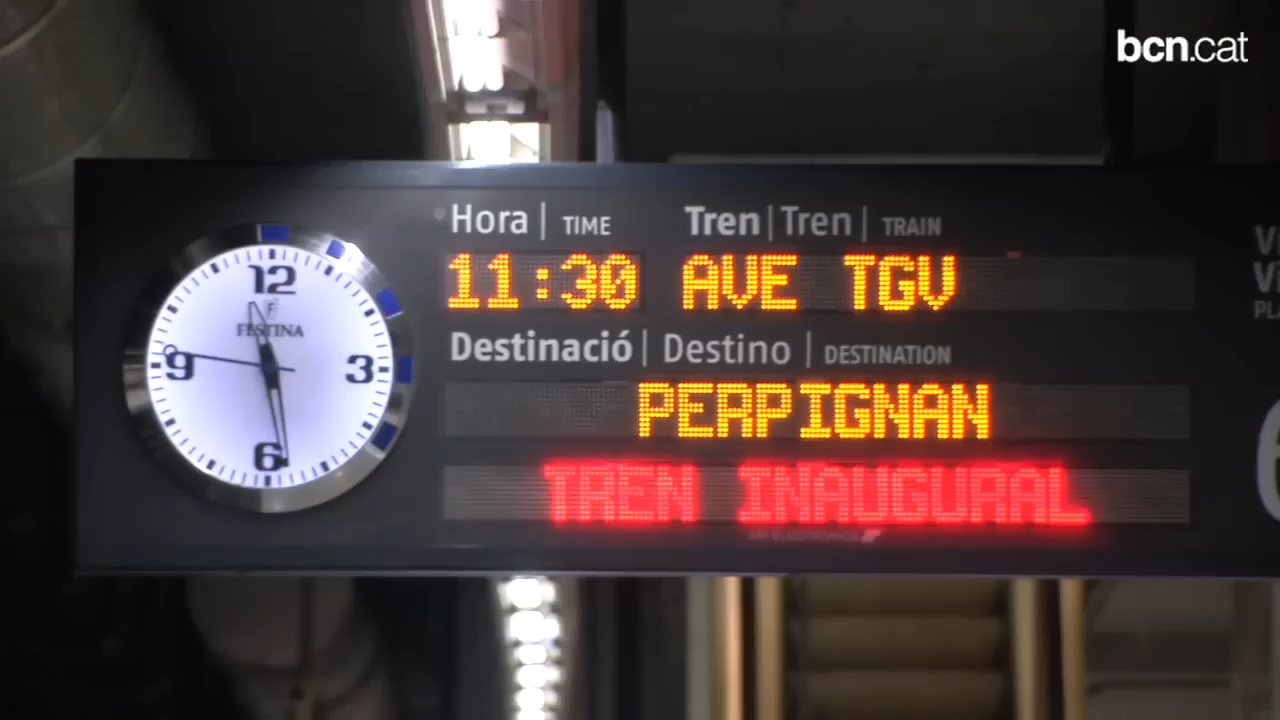 bcn.cat
Hora | TIME Tren | Tren | TRAIN
11:30 AVE TGV
Destinació | Destino | DESTINATION
PERPIGNAN
TREN INAUGURAL
12
F
FESTINA
9 3
6